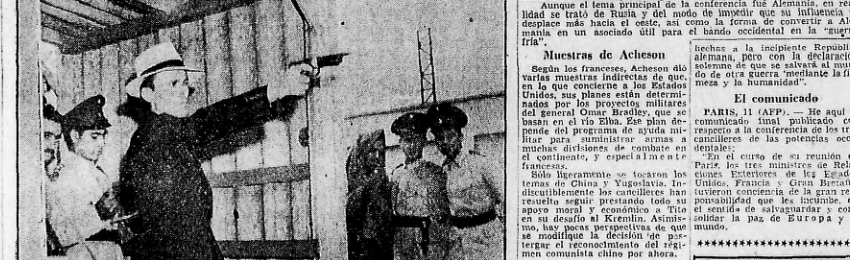 Aunque el tema principal de la conferencia fué Alemania, en rea
lidad se trató de Rusia y del modo de impedir que su influencia
desplace más hacia el oeste, así como la forma de convertir a Ale
mania en un asociado útil para el bando occidental en la "guerr
fría".
Muestras de Acheson
Según los franceses, Acheson dió
varias muestras indirectas de que,
en lo que concierne a los Estados
Unidos, sus planes están determi-
nados por los proyectos militares
del general Omar Bradley, que se
basan en el río Elba. Ese plan de-
pende del programa de ayuda mi-
litar para suministrar armas a
muchas divisiones de combate en
el continente, y especialmente
francesas.
Sólo ligeramente se tocaron los
temas de China y Yugoslavia. In-
discutiblemente los cancilleres han
resuelto seguir prestando todo su
apoyo moral y económico a Tito
en su desafío al Kremlin. Asimis-
mo, hay pocas perspectivas de que
se modifique la decisión de pos-
tergar el reconocimiento del régi-
men comunista chino por ahora.
hechas a la incipiente Repúbli
alemana, pero con la declaració
solemne de que se salvará al mun
do de otra guerra "mediante la fi
meza y la humanidad".
El comunicado
PARIS, 11 (AFP). — He aquí
comunicado final publicado co
respecto a la conferencia de los tr
cancilleres de las potencias occ
dentales:
"En el curso de su reunión
París, los tres ministros de Rela
ciones Exteriores de los Estado
Unidos, Francia y Gran Bretañ
tuvieron conciencia de la gran re
ponsabilidad que les incumbe, e
el sentido de salvaguardar y con
solidar la paz de Europa y
mundo.